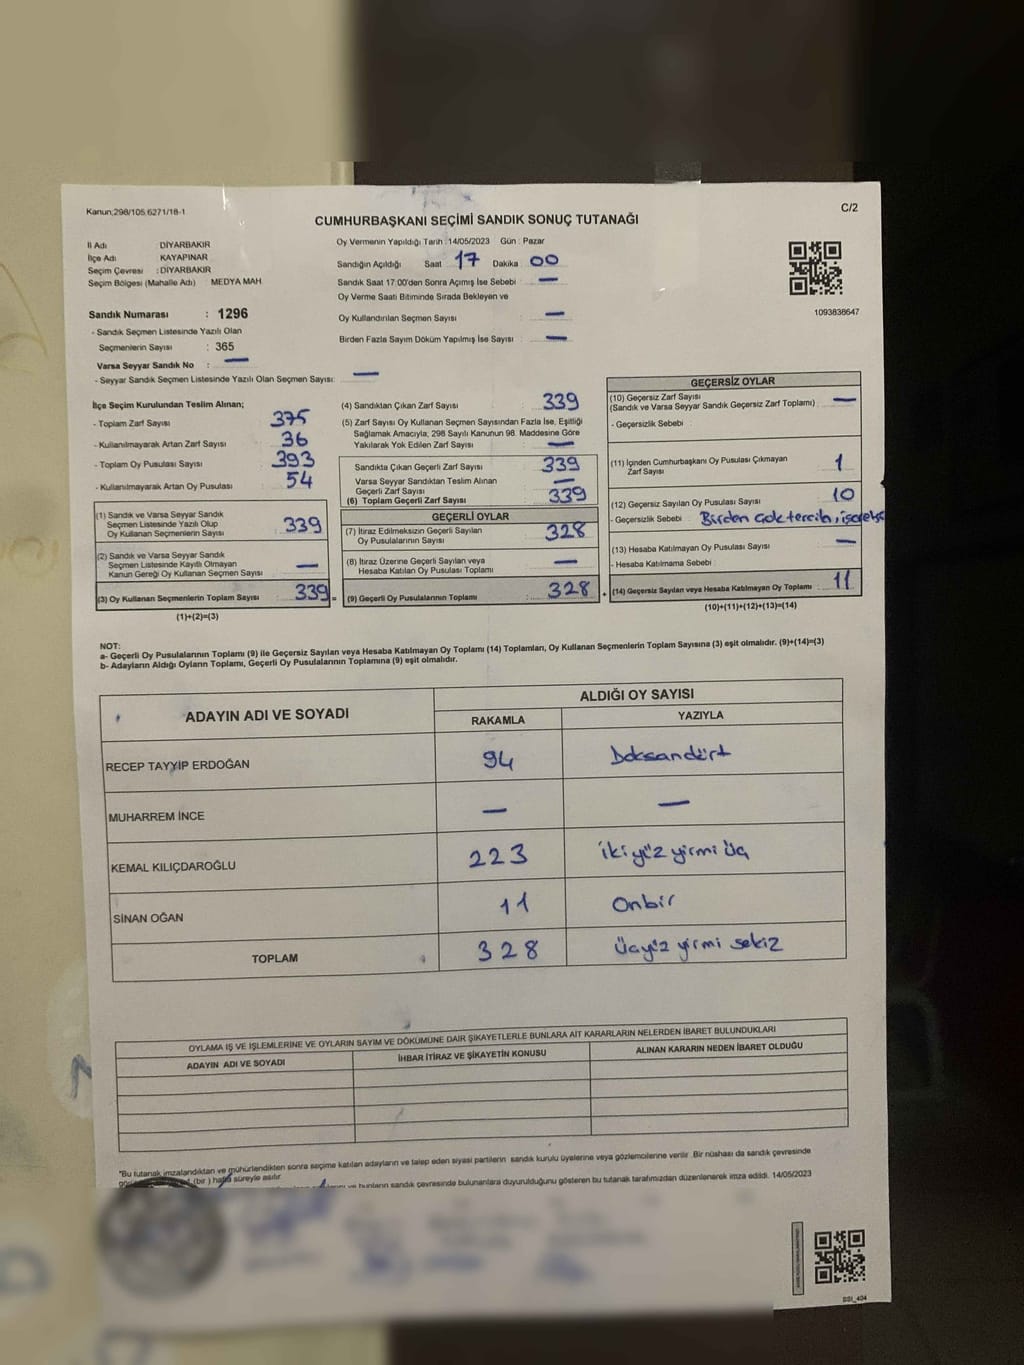 Kanun;298/105,6271/18-1
C/2
CUMHURBAŞKANI SEÇİMİ SANDIK SONUÇ TUTANAĞI
İl Adı DİYARBAKIR
İlçe Adı KAYAPINAR
Seçim Çevresi : DİYARBAKIR
Seçim Bölgesi (Mahalle Adı) MEDYA MAH.
Oy Vermenin Yapıldığı Tarih : 14/05/2023 Gün : Pazar
Sandığın Açıldığı Saat 17 Dakika : 00
Sandık Saat 17:00'den Sonra Açımış İse Sebebi : —
Oy Verme Saati Bitiminde Sırada Bekleyen ve
Oy Kullandırılan Seçmen Sayısı : —
Birden Fazla Sayım Döküm Yapılmış İse Sayısı : —
1093838647
Sandık Numarası : 1296
- Sandık Seçmen Listesinde Yazılı Olan
Seçmenlerin Sayısı : 365
Varsa Seyyar Sandık No : —
- Seyyar Sandık Seçmen Listesinde Yazılı Olan Seçmen Sayısı: —
İlçe Seçim Kurulundan Teslim Alınan;
- Toplam Zarf Sayısı 375
- Kullanılmayarak Artan Zarf Sayısı 36
- Toplam Oy Pusulası Sayısı 393
- Kullanılmayarak Artan Oy Pusulası 54
(1) Sandık ve Varsa Seyyar Sandık
Seçmen Listesinde Yazılı Olup
Oy Kullanan Seçmenlerin Sayısı 339
(2) Sandık ve Varsa Seyyar Sandık
Seçmen Listesinde Kayıtlı Olmayan
Kanun Gereği Oy Kullanan Seçmen Sayısı —
(3) Oy Kullanan Seçmenlerin Toplam Sayısı 339 =
(1)+(2)=(3)
(4) Sandıktan Çıkan Zarf Sayısı 339
(5) Zarf Sayısı Oy Kullanan Seçmen Sayısından Fazla İse, Eşitliği
Sağlamak Amacıyla, 298 Sayılı Kanunun 98. Maddesine Göre
Yakılarak Yok Edilen Zarf Sayısı : —
Sandıkta Çıkan Geçerli Zarf Sayısı 339
Varsa Seyyar Sandıktan Teslim Alınan
Geçerli Zarf Sayısı —
(6) Toplam Geçerli Zarf Sayısı 339
GEÇERLİ OYLAR
(7) İtiraz Edilmeksizin Geçerli Sayılan
Oy Pusulalarının Sayısı 328
(8) İtiraz Üzerine Geçerli Sayılan veya
Hesaba Katılan Oy Pusulası Toplamı —
(9) Geçerli Oy Pusulalarının Toplamı 328 +
GEÇERSİZ OYLAR
(10) Geçersiz Zarf Sayısı
(Sandık ve Varsa Seyyar Sandık Geçersiz Zarf Toplamı) : —
- Geçersizlik Sebebi
(11) İçinden Cumhurbaşkanı Oy Pusulası Çıkmayan
Zarf Sayısı 1
(12) Geçersiz Sayılan Oy Pusulası Sayısı 10
- Geçersizlik Sebebi Birden çok tercih,
(13) Hesaba Katılmayan Oy Pusulası Sayısı —
- Hesaba Katılmama Sebebi :
(14) Geçersiz Sayılan veya Hesaba Katılmayan Oy Toplamı 11
(10)+(11)+(12)+(13)=(14)
NOT:
a- Geçerli Oy Pusulalarının Toplamı (9) ile Geçersiz Sayılan veya Hesaba Katılmayan Oy Toplamı (14) Toplamları, Oy Kullanan Seçmenlerin Toplam Sayısına (3) eşit olmalıdır. (9)+(14)=(3)
b- Adayların Aldığı Oyların Toplamı, Geçerli Oy Pusulalarının Toplamına (9) eşit olmalıdır.
ADAYIN ADI VE SOYADI
ALDIĞI OY SAYISI
RAKAMLA YAZIYLA
RECEP TAYYİP ERDOĞAN 94 Doksandört
MUHARREM İNCE — —
KEMAL KILIÇDAROĞLU 223 ikiyüz yirmi üç
SİNAN OĞAN 11 Onbir
TOPLAM 328 Üçyüz yirmi sekiz
OYLAMA İŞ VE İŞLEMLERİNE VE OYLARIN SAYIM VE DÖKÜMÜNE DAİR ŞİKAYETLERLE BUNLARA AİT KARARLARIN NELERDEN İBARET BULUNDUKLARI
ADAYIN ADI VE SOYADI İHBAR İTİRAZ VE ŞİKAYETİN KONUSU ALINAN KARARIN NEDEN İBARET OLDUĞU
*Bu tutanak imzalandıktan ve mühürlendikten sonra seçime katılan adayların ve talep eden siyasi partilerin sandık kurulu üyelerine veya gözlemcilerine verilir .Bir nüshası da sandık çevresinde
(bir ) hafta süreyle asılır
ve bunların sandık çevresinde bulunanlara duyurulduğunu gösteren bu tutanak tarafımızdan düzenlenerek imza edildi. 14/05/2023
SSI_404